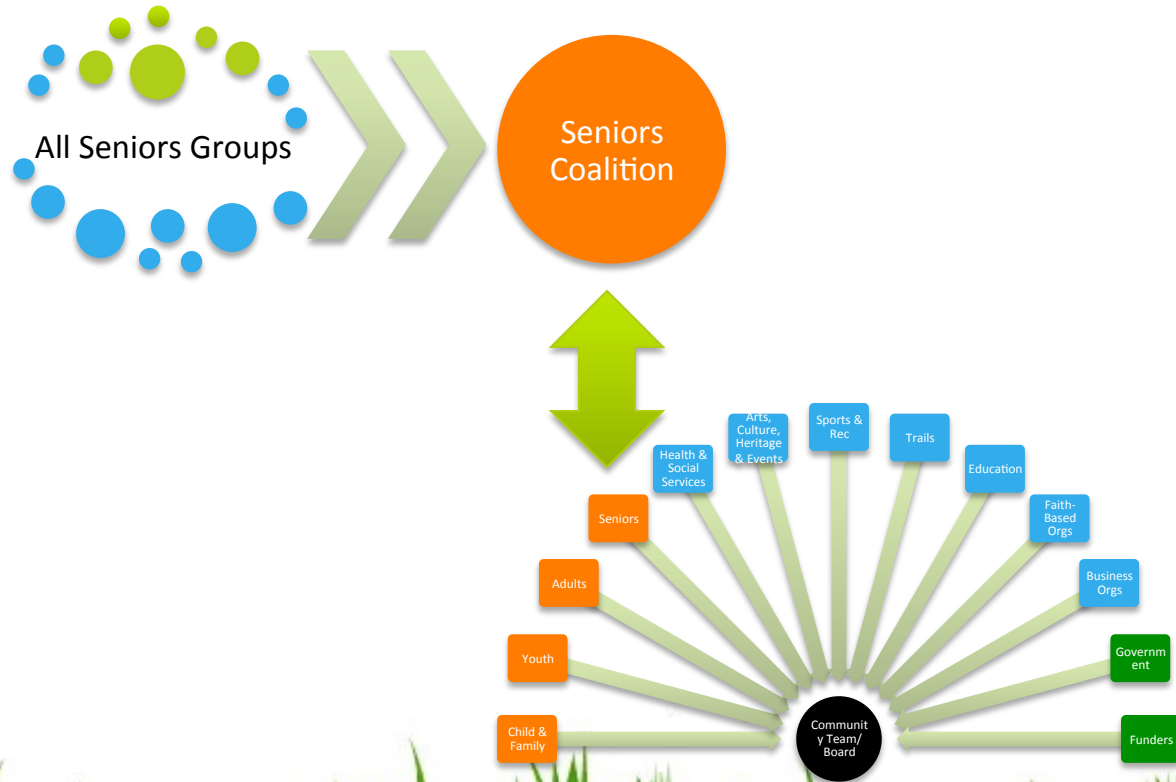 All Seniors Groups
Seniors
Coalition
Arts,
Culture,
Heritage
& Events
Sports &
Rec
Trails
Health &
Social
Services
Education
Seniors
Faith-
Based
Orgs
Adults
Business
Orgs
Youth
Governm
ent
Child &
Family
Communit
y Team/
Board
Funders